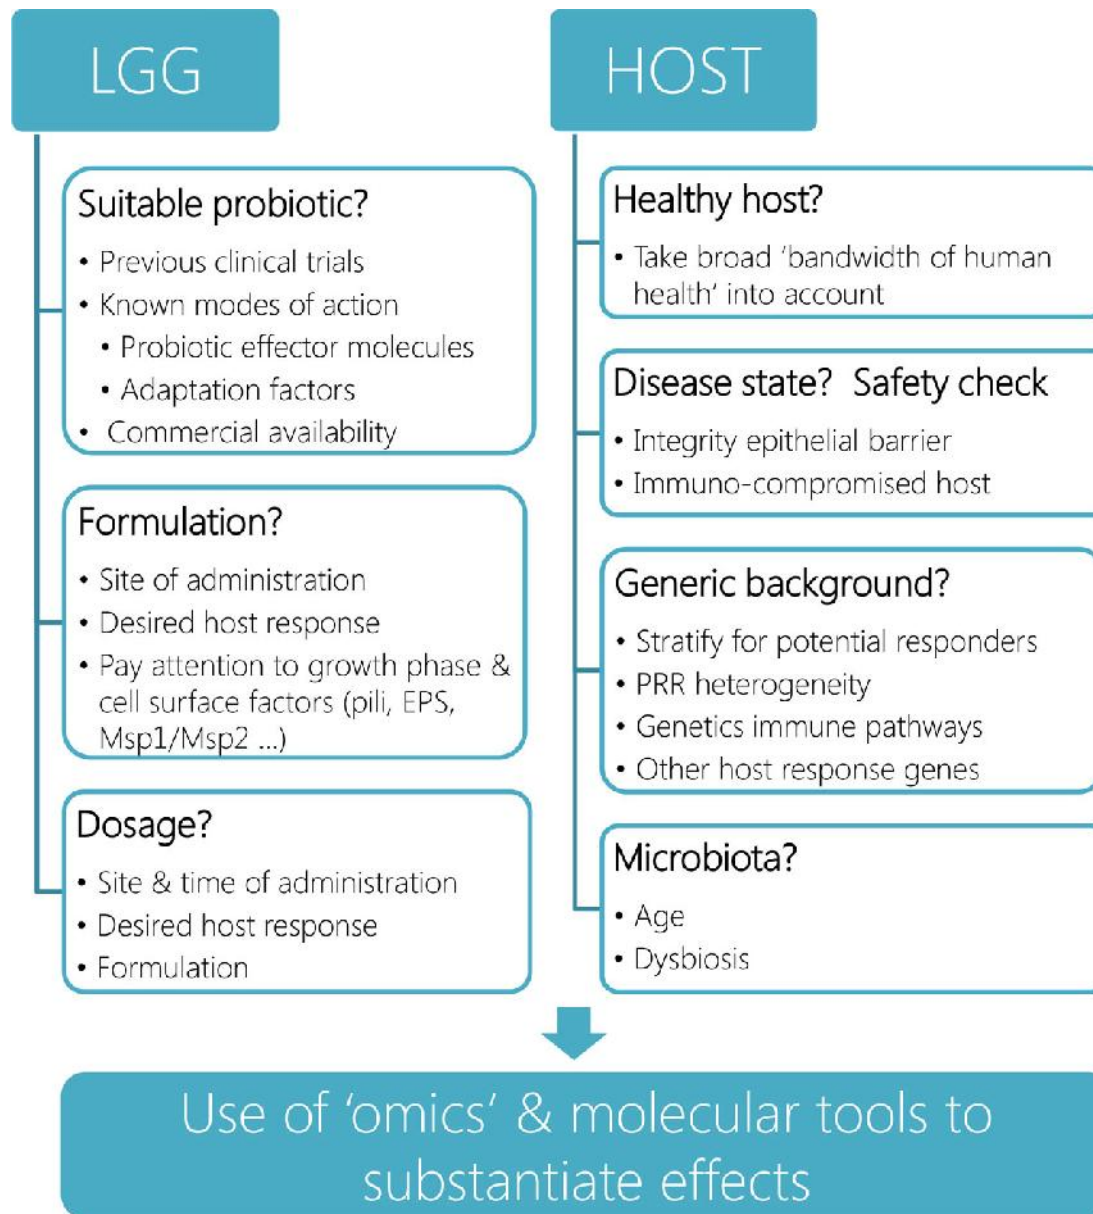 LGG
Suitable probiotic?
• Previous clinical trials
• Known modes of action
• Probiotic effector molecules
• Adaptation factors
• Commercial availability
Formulation?
• Site of administration
• Desired host response
• Pay attention to growth phase &
cell surface factors (pili, EPS,
Msp1/Msp2 ...)
Dosage?
• Site & time of administration
• Desired host response
• Formulation
HOST
Healthy host?
• Take broad ‘bandwidth of human
health’ into account
Disease state? Safety check
• Integrity epithelial barrier
• Immuno-compromised host
Generic background?
• Stratify for potential responders
• PRR heterogeneity
• Genetics immune pathways
• Other host response genes
Microbiota?
• Age
• Dysbiosis
Use of ‘omics’ & molecular tools to
substantiate effects